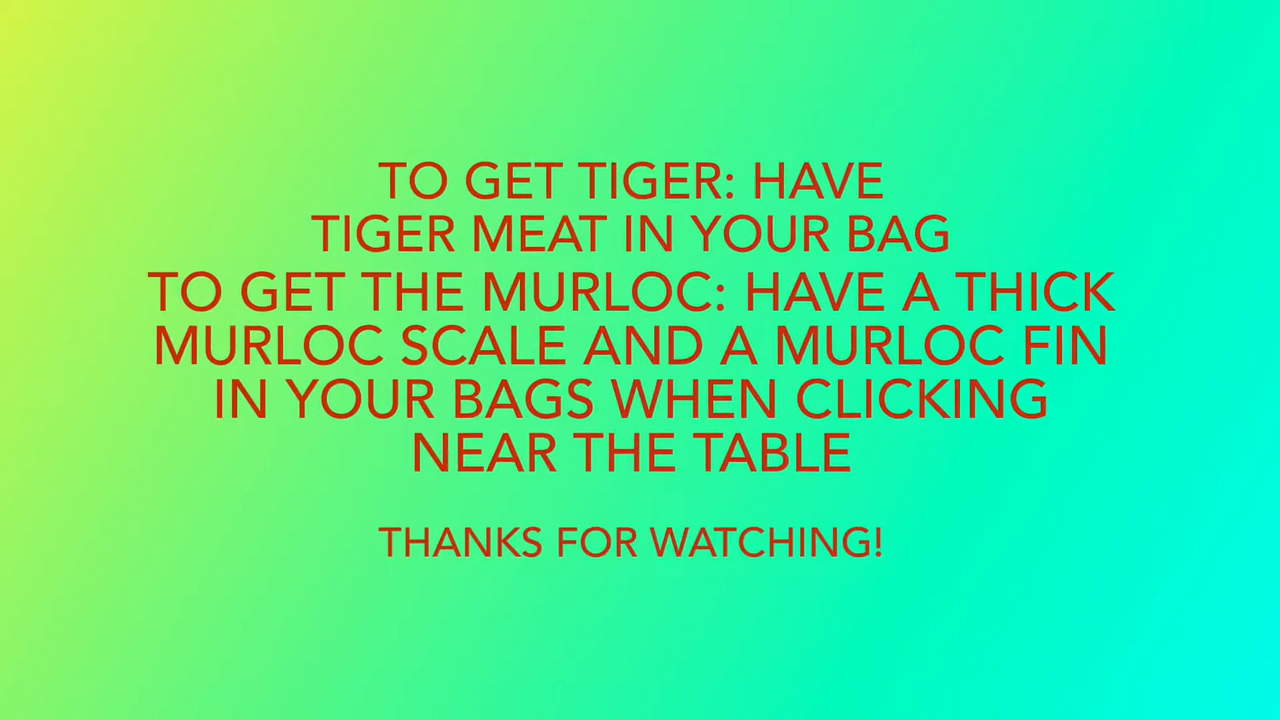 TO GET TIGER: HAVE
TIGER MEAT IN YOUR BAG
TO GET THE MURLOC: HAVE A THICK
MURLOC SCALE AND A MURLOC FIN
IN YOUR BAGS WHEN CLICKING
NEAR THE TABLE
THANKS FOR WATCHING!